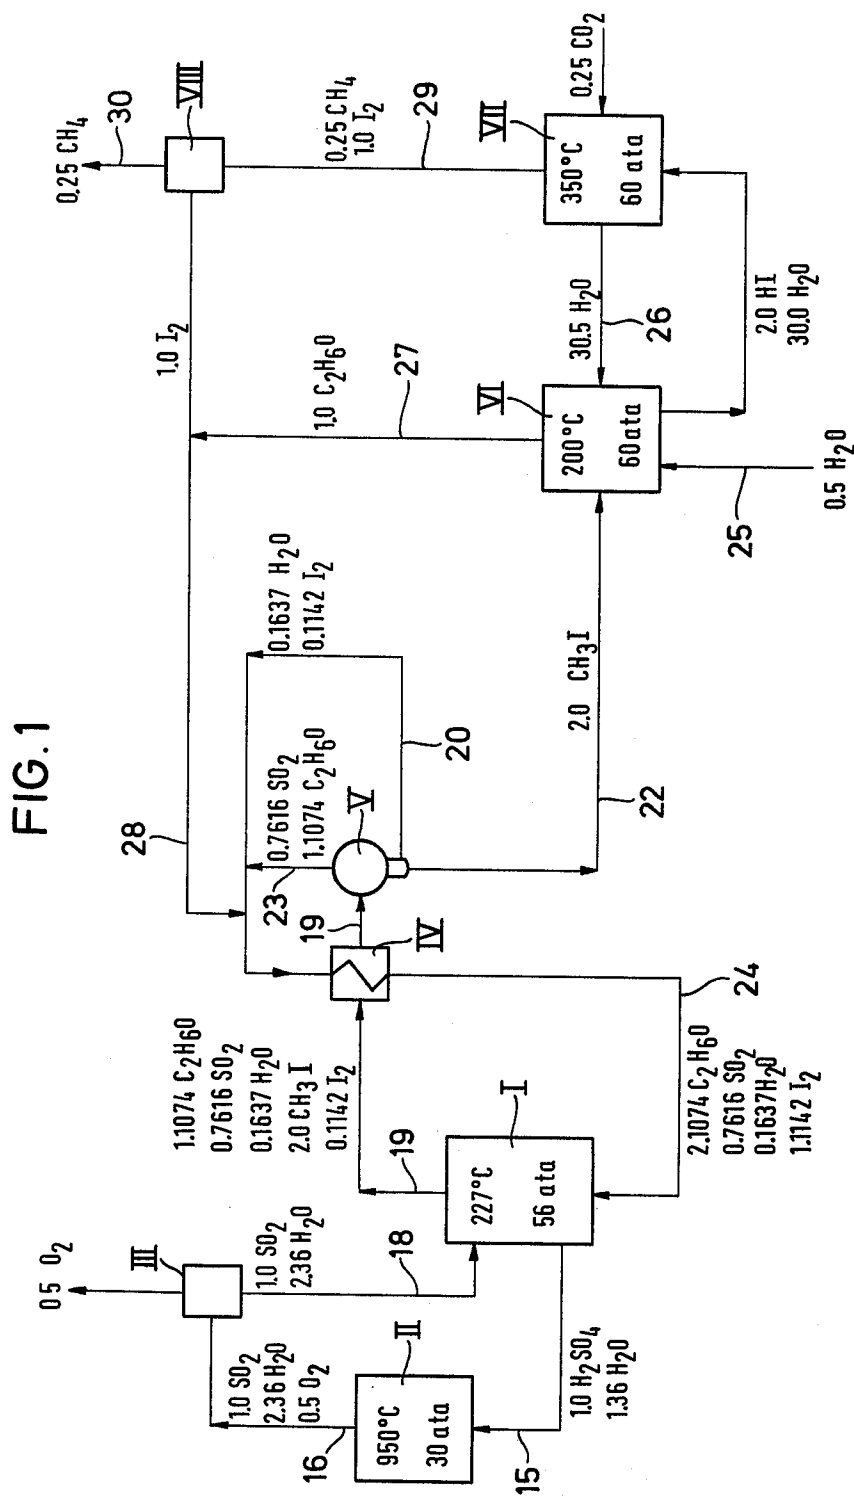 FIG.1
0.5 O2
III
1.0 SO2
2.36 H2O
0.5 O2
16
950°C
30 ata
II
15
1.0 H2SO4
1.36 H2O
1.0 SO2
2.36 H2O
18
227°C
56 ata
I
19
1.1074 C2H6O
0.7616 SO2
0.1637 H2O
2.0 CH3I
0.1142 I2
2.1074 C2H6O
0.7616 SO2
0.1637H2O
1.1142 I2
24
IV
19
V
23
0.7616 SO2
1.1074 C2H6O
20
0.1637 H2O
0.1142 I2
28
22
2.0 CH3I
1.0 I2
1.0 C2H6O
27
VI
200°C
60ata
25
0.5 H2O
30.5 H2O
26
2.0 HI
30.0 H2O
VII
350°C
60 ata
0.25 CO2
0.25 CH4
1.0 I2
29
VIII
0.25 CH4
30